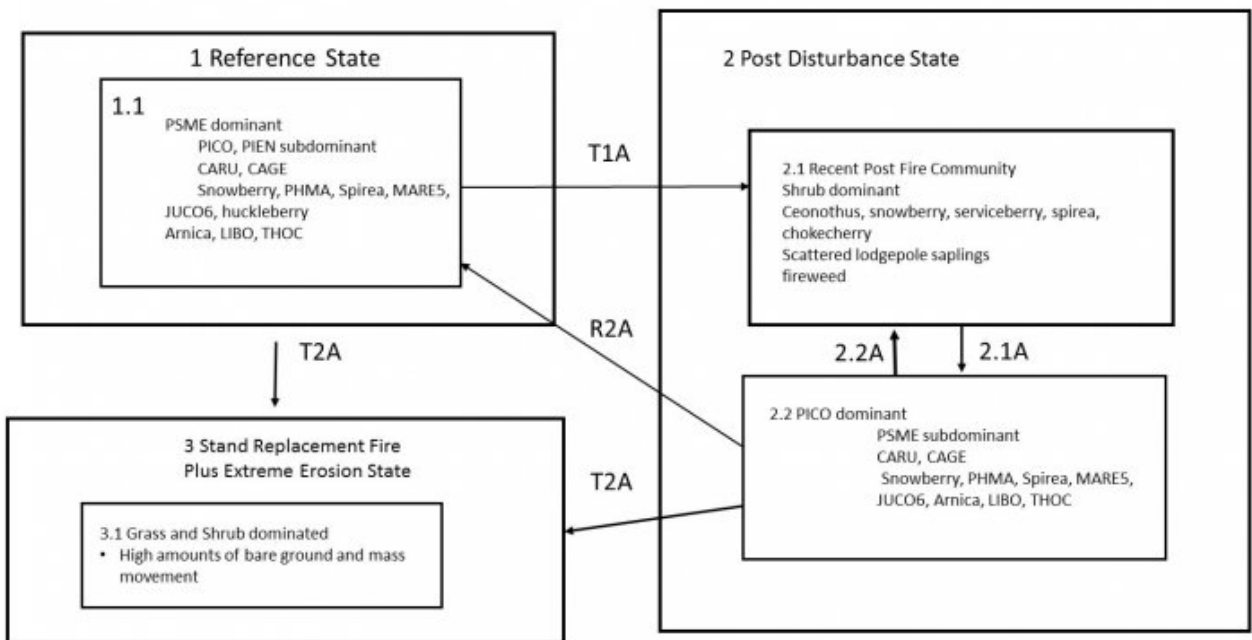 1 Reference State
1.1
PSME dominant
PICO, PIEN subdominant
CARU, CAGE
Snowberry, PHMA, Spirea, MARE5,
JUCO6, huckleberry
Arnica, LIBO, THOC
T1A
2 Post Disturbance State
2.1 Recent Post Fire Community
Shrub dominant
Ceonothus, snowberry, serviceberry, spirea,
chokecherry
Scattered lodgepole saplings
fireweed
R2A
T2A
2.2A
2.1A
2.2 PICO dominant
PSME subdominant
CARU, CAGE
Snowberry, PHMA, Spirea, MARE5,
JUCO6, Arnica, LIBO, THOC
T2A
3 Stand Replacement Fire
Plus Extreme Erosion State
3.1 Grass and Shrub dominated
• High amounts of bare ground and mass
movement